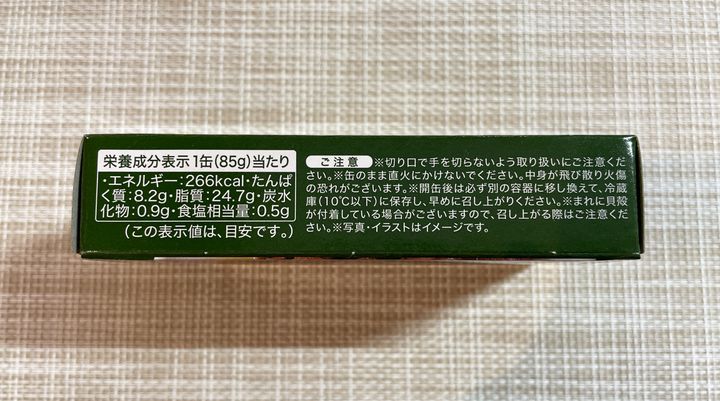 栄養成分表示 1缶(85g)当たり
・エネルギー:266kcal・たんぱ
く質:8.2g・脂質:24.7g・炭水
化物:0.9g・食塩相当量:0.5g
(この表示値は、目安です。)
ご注意 ※切り口で手を切らないよう取り扱いにご注意くだ
さい。※缶のまま直火にかけないでください。中身が飛び散り火傷
の恐れがございます。※開缶後は必ず別の容器に移し換えて、冷蔵
庫(10℃以下)に保存し、早めに召し上がりください。※まれに貝殻
が付着している場合がございますので、召し上がる際はご注意くだ
さい。※写真・イラストはイメージです。